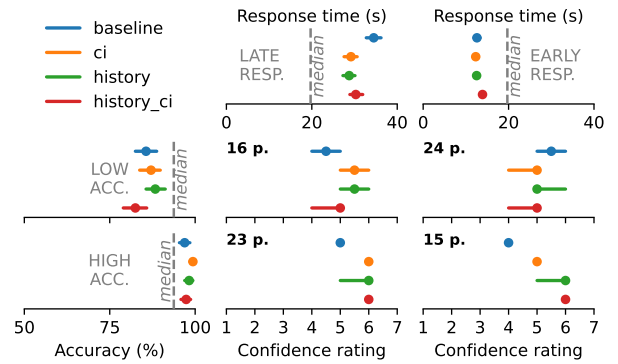 Response time (s) Response time (s)
baseline
ci
history
history_ci
LATE
RESP.
median
median
EARLY
RESP.
0 20 40 0 20 40
LOW
ACC.
median
16 p.
24 p.
HIGH
ACC.
median
23 p.
15 p.
50 75 100 1 2 3 4 5 6 7 1 2 3 4 5 6 7
Accuracy (%) Confidence rating Confidence rating